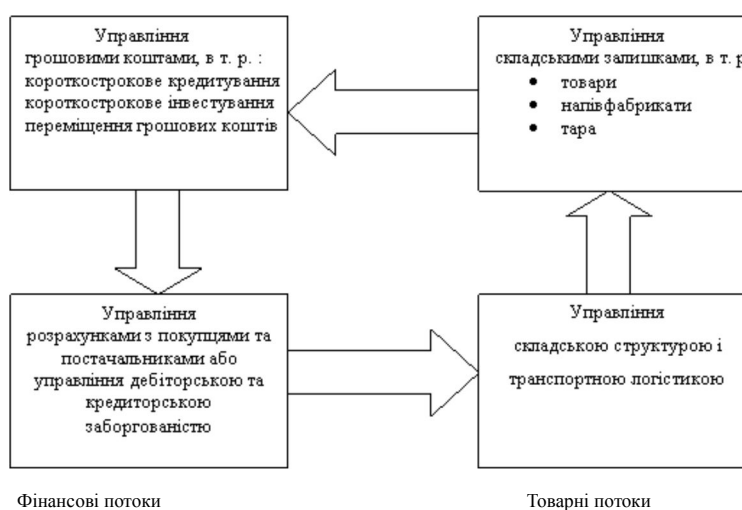 Управління
грошовими коштами, в т. р. :
короткострокове кредитування
короткострокове інвестування
переміщення грошових коштів
Управління
складськими залишками, в т. р
• товари
• напівфабрикати
• тара
Управління
розрахунками з покупцями та
постачальниками або
управління дебіторською та
кредиторською
заборгованістю
Управління
складською структурою і
транспортною логістикою
Фінансові потоки
Товарні потоки